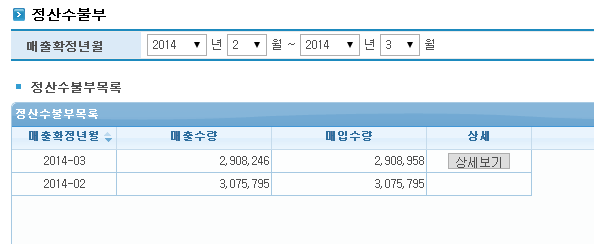 정산수불부
매출확정년월 2014 년 2 월 ~ 2014 년 3 월
정산수불부목록
정산수불부목록
매출확정년월 매출수량 매입수량 상세
2014-03 2,908,246 2,908,958 상세보기
2014-02 3,075,795 3,075,795